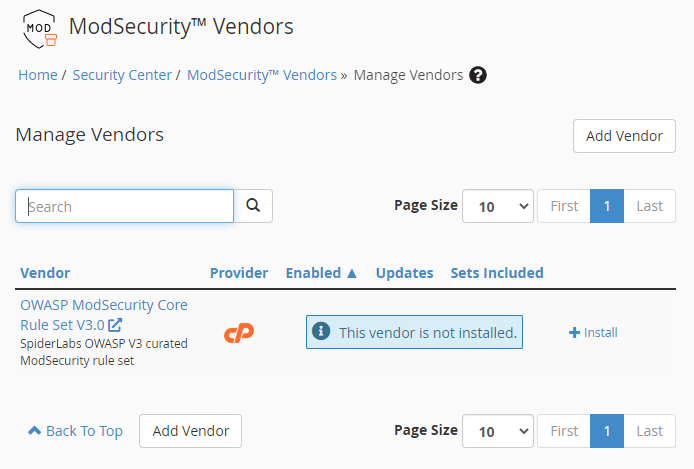 MOD
ModSecurity™ Vendors
Home / Security Center / ModSecurity™ Vendors » Manage Vendors ?
Manage Vendors
Add Vendor
Search
Page Size 10 First 1 Last
Vendor Provider Enabled ▲ Updates Sets Included
OWASP ModSecurity Core
Rule Set V3.0
SpiderLabs OWASP V3 curated
ModSecurity rule set
cP
i This vendor is not installed.
+ Install
Back To Top
Add Vendor
Page Size 10 First 1 Last